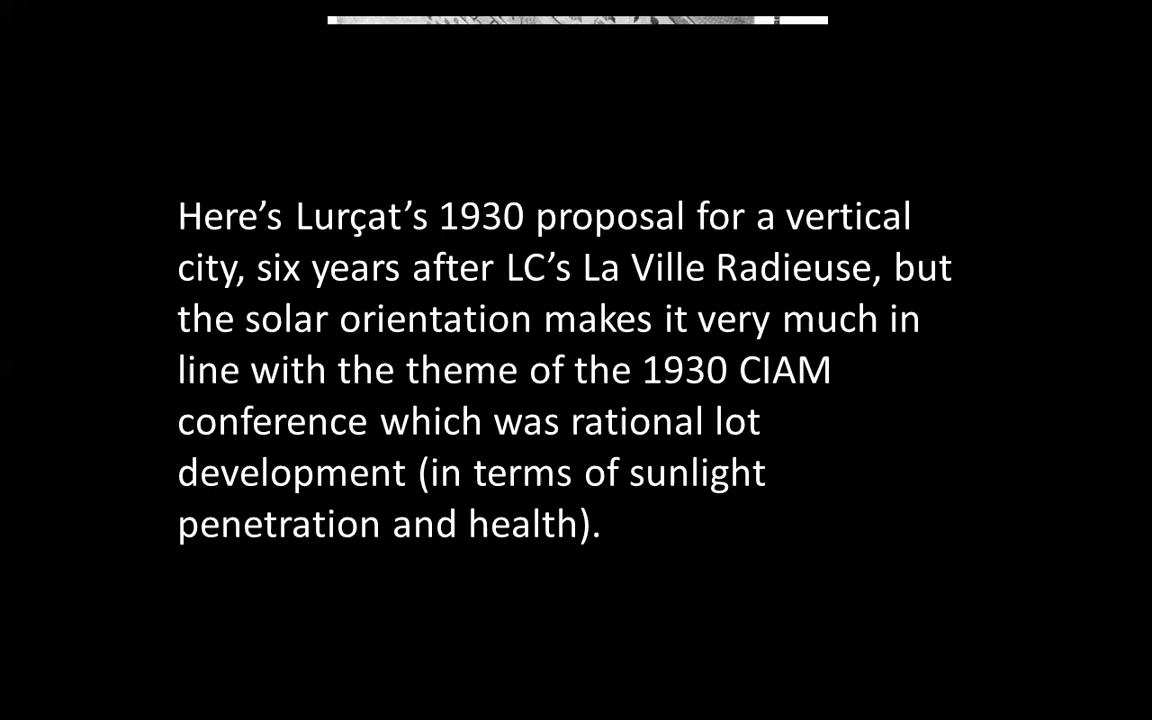 Here’s Lurçat’s 1930 proposal for a vertical
city, six years after LC’s La Ville Radieuse, but
the solar orientation makes it very much in
line with the theme of the 1930 CIAM
conference which was rational lot
development (in terms of sunlight
penetration and health).